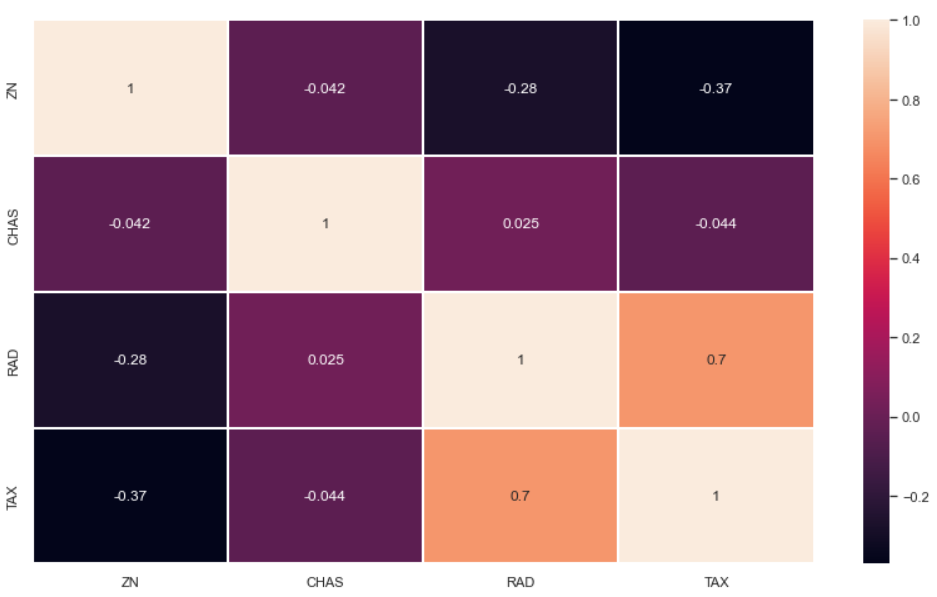 1.0
ZN 1 -0.042 -0.28 -0.37
0.8
0.6
CHAS -0.042 1 0.025 -0.044
0.4
0.2
RAD -0.28 0.025 1 0.7
0.0
TAX -0.37 -0.044 0.7 1
−0.2
ZN CHAS RAD TAX